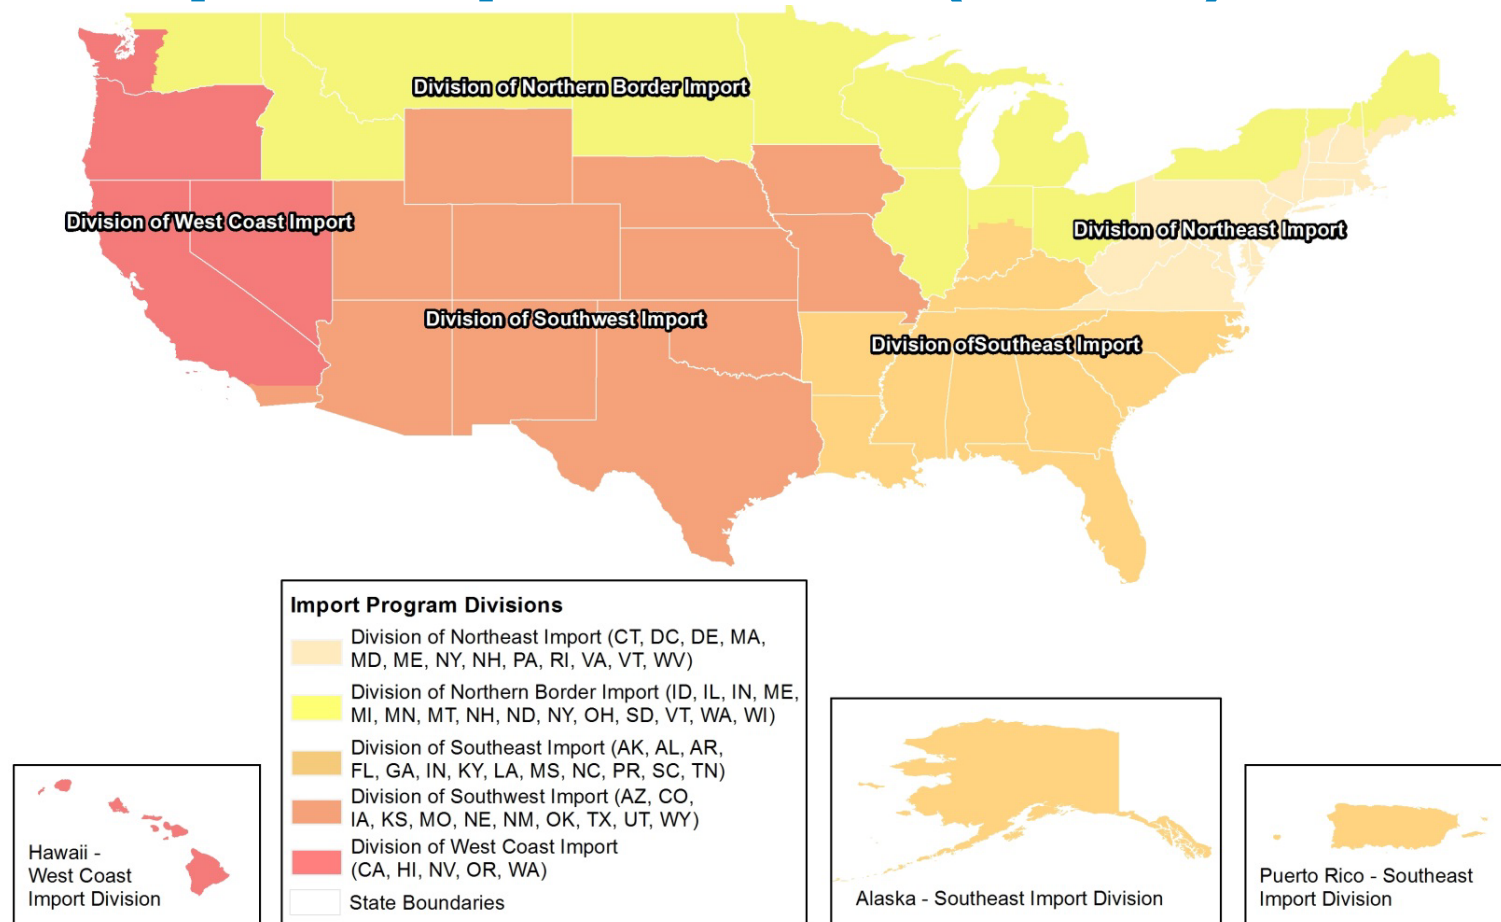 Division of Northern Border Import
Division of West Coast Import
Division of Northeast Import
Division of Southwest Import
Division ofSoutheast Import
Import Program Divisions
Division of Northeast Import (CT, DC, DE, MA,
MD, ME, NY, NH, PA, RI, VA, VT, WV)
Division of Northern Border Import (ID, IL, IN, ME,
MI, MN, MT, NH, ND, NY, OH, SD, VT, WA, WI)
Division of Southeast Import (AK, AL, AR,
FL, GA, IN, KY, LA, MS, NC, PR, SC, TN)
Division of Southwest Import (AZ, CO,
IA, KS, MO, NE, NM, OK, TX, UT, WY)
Division of West Coast Import
(CA, HI, NV, OR, WA)
State Boundaries
Hawaii -
West Coast
Import Division
Alaska - Southeast Import Division
Puerto Rico - Southeast
Import Division